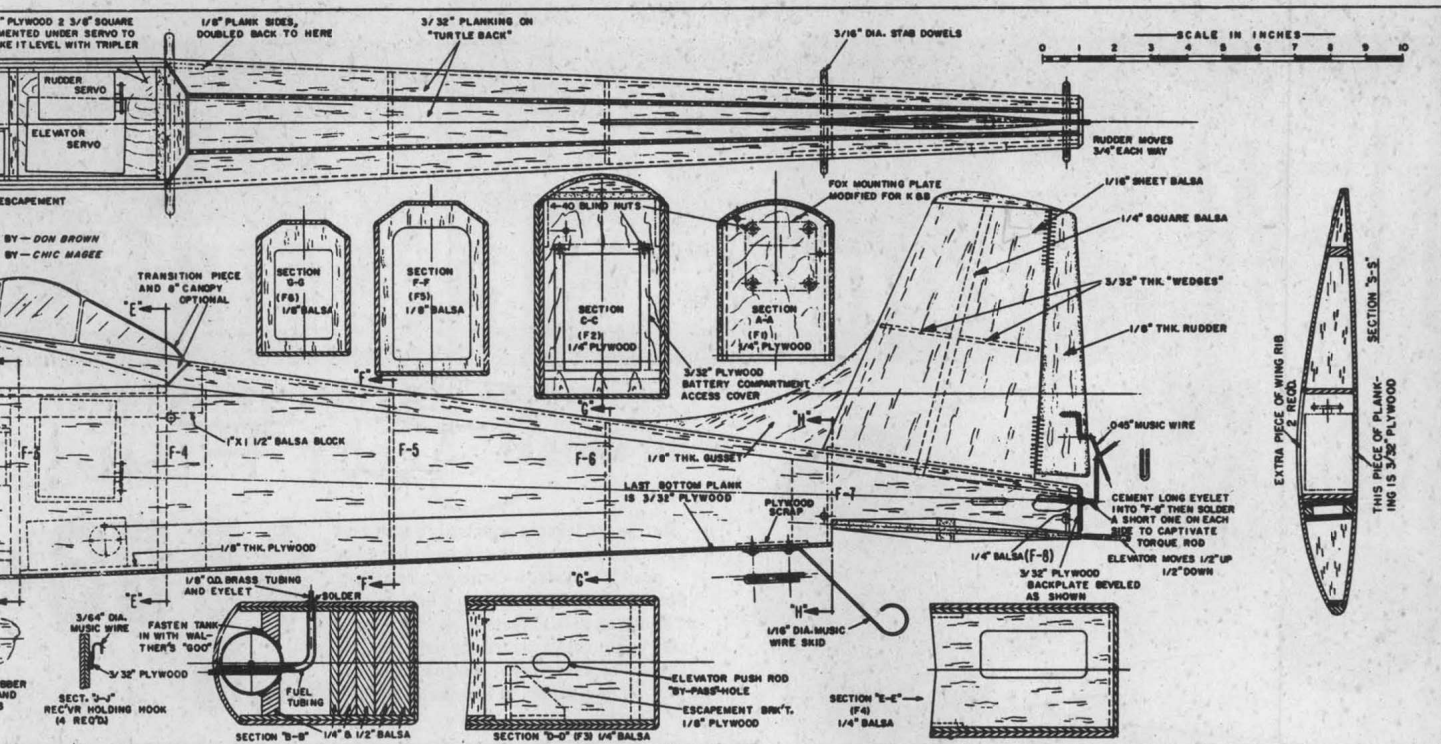 " PLYWOOD 2 3/8" SQUARE
MENTED UNDER SERVO TO
KE IT LEVEL WITH TRIPLER
1/8" PLANK SIDES,
DOUBLED BACK TO HERE
3/32" PLANKING ON
"TURTLE BACK"
3/16" DIA. STAB DOWELS
SCALE IN INCHES
0 1 2 3 4 5 6 7 8 9 10
RUDDER
SERVO
ELEVATOR
SERVO
RUDDER MOVES
3/4" EACH WAY
ESCAPEMENT
BY — DON BROWN
BY — CHIC MAGEE
4-40 BLIND NUTS
FOX MOUNTING PLATE
MODIFIED FOR K&B
1/16" SHEET BALSA
1/4" SQUARE BALSA
3/32" THK. "WEDGES"
1/8" THK. RUDDER
TRANSITION PIECE
AND 8" CANOPY
OPTIONAL
"E"
SECTION
G-G
(F6)
1/8" BALSA
SECTION
F-F
(F5)
1/8" BALSA
SECTION
C-C
(F2)
1/4" PLYWOOD
SECTION
A-A
(F1)
1/4" PLYWOOD
3/32" PLYWOOD
BATTERY COMPARTMENT
ACCESS COVER
"F"
"G"
"H"
1" X 1 1/2" BALSA BLOCK
F-4
F-5
F-6
F-7
1/8" THK. GUSSET
.045" MUSIC WIRE
LAST BOTTOM PLANK
IS 3/32" PLYWOOD
PLYWOOD
SCRAP
CEMENT LONG EYELET
INTO "F-8" THEN SOLDER
A SHORT ONE ON EACH
SIDE TO CAPTIVATE
TORQUE ROD
1/4" BALSA (F-8)
ELEVATOR MOVES 1/2" UP
1/2" DOWN
3/32" PLYWOOD
BACKPLATE BEVELED
AS SHOWN
1/8" THK. PLYWOOD
"E"
"F"
"G"
"H"
EXTRA PIECE OF WING RIB
2 REQ'D.
SECTION "S-S"
THIS PIECE OF PLANK-
ING IS 3/32" PLYWOOD
1/8" O.D. BRASS TUBING
AND EYELET
SOLDER
3/64" DIA.
MUSIC WIRE
FASTEN TANK
IN WITH WAL-
THER'S "GOO"
3/32" PLYWOOD
SECT. "J-J"
REC'VR HOLDING HOOK
(4 REQ'D.)
FUEL
TUBING
SECTION "B-B"
1/4" & 1/2" BALSA
ELEVATOR PUSH ROD
"BY-PASS" HOLE
ESCAPEMENT BRK'T.
1/8" PLYWOOD
SECTION "D-D" (F3) 1/4" BALSA
1/16" DIA. MUSIC
WIRE SKID
SECTION "E-E"
(F4)
1/4" BALSA
BBER
AND